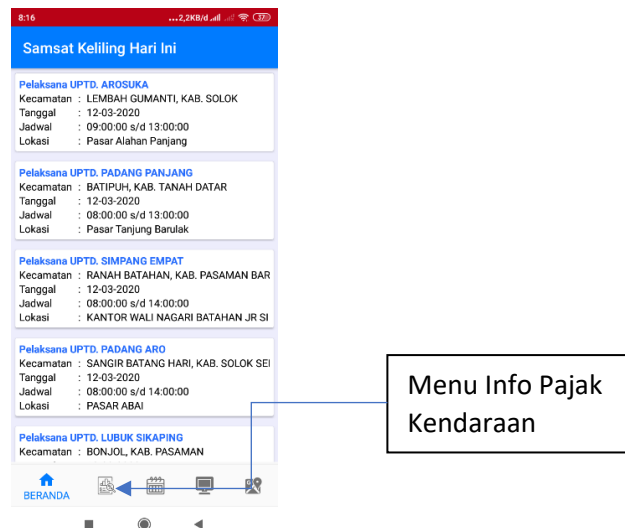 8:16
...2,2KB/d
37
Samsat Keliling Hari Ini
Pelaksana UPTD. AROSUKA
Kecamatan : LEMBAH GUMANTI, KAB. SOLOK
Tanggal : 12-03-2020
Jadwal : 09:00:00 s/d 13:00:00
Lokasi : Pasar Alahan Panjang
Pelaksana UPTD. PADANG PANJANG
Kecamatan : BATIPUH, KAB. TANAH DATAR
Tanggal : 12-03-2020
Jadwal : 08:00:00 s/d 13:00:00
Lokasi : Pasar Tanjung Barulak
Pelaksana UPTD. SIMPANG EMPAT
Kecamatan : RANAH BATAHAN, KAB. PASAMAN BAR
Tanggal : 12-03-2020
Jadwal : 08:00:00 s/d 14:00:00
Lokasi : KANTOR WALI NAGARI BATAHAN JR SI
Pelaksana UPTD. PADANG ARO
Kecamatan : SANGIR BATANG HARI, KAB. SOLOK SEI
Tanggal : 12-03-2020
Jadwal : 08:00:00 s/d 14:00:00
Lokasi : PASAR ABAI
Pelaksana UPTD. LUBUK SIKAPING
Kecamatan : BONJOL, KAB. PASAMAN
BERANDA
Menu Info Pajak
Kendaraan